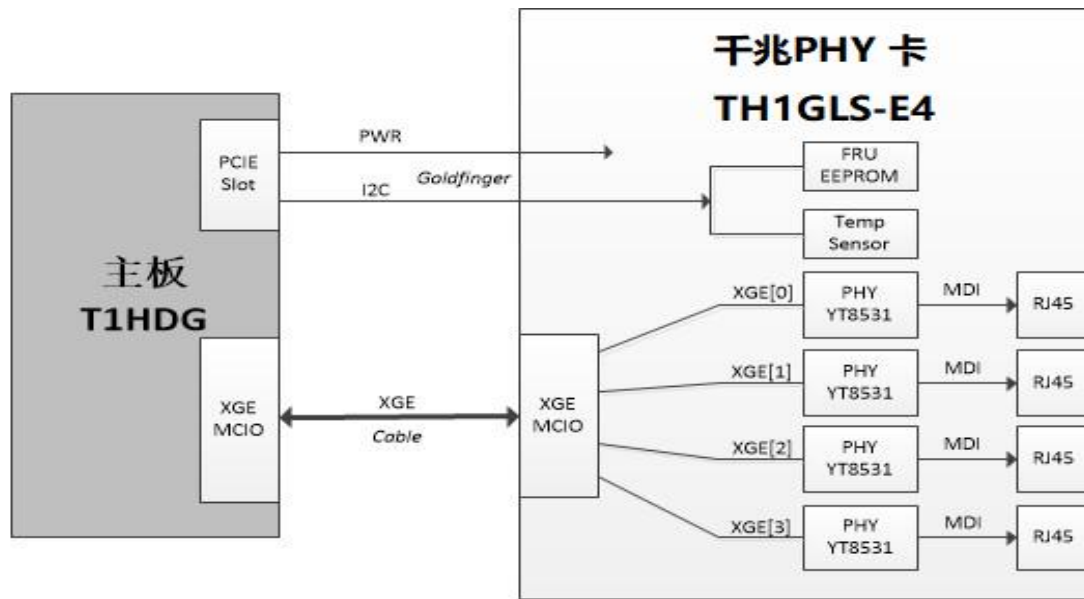 千兆PHY 卡
TH1GLS-E4
PCIE
Slot
PWR
Goldfinger
I2C
FRU
EEPROM
Temp
Sensor
主板
T1HDG
XGE
MCIO
XGE
Cable
XGE
MCIO
XGE[0]
PHY
YT8531
MDI
RJ45
XGE[1]
PHY
YT8531
MDI
RJ45
XGE[2]
PHY
YT8531
MDI
RJ45
XGE[3]
PHY
YT8531
MDI
RJ45